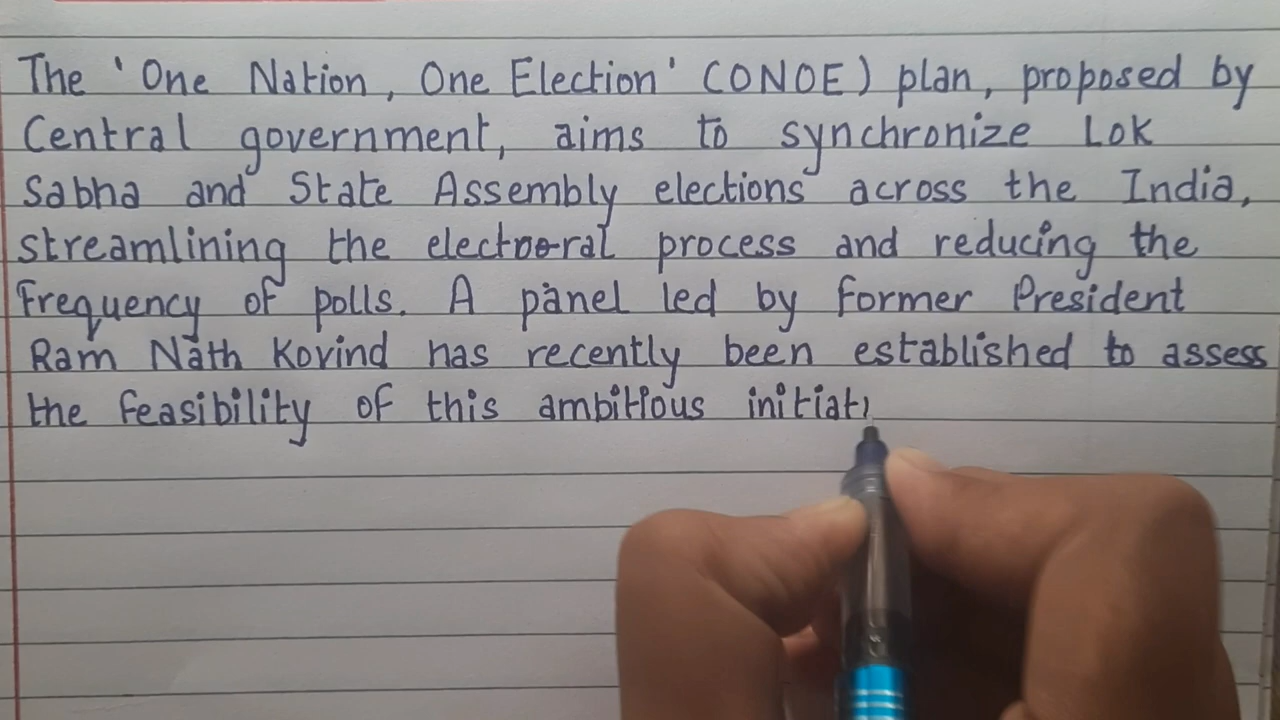 The 'One Nation, One Election' (ONOE) plan, proposed by
Central government, aims to synchronize Lok
Sabha and State Assembly elections across the India,
streamlining the electoral process and reducing the
frequency of polls. A panel led by former President
Ram Nath Kovind has recently been established to assess
the feasibility of this ambitious initiati